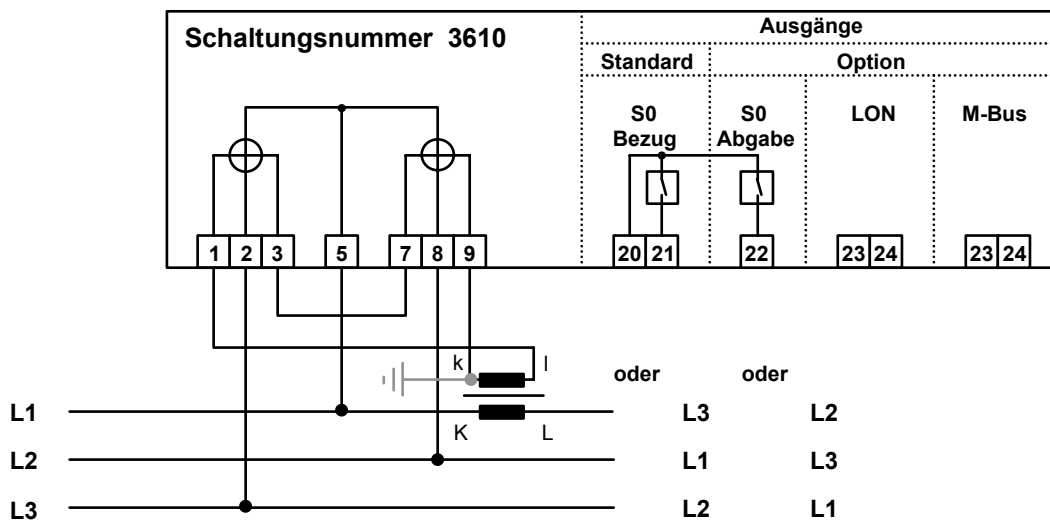 Schaltungsnummer 3610
Ausgänge
Standard
Option
S0
Bezug
S0
Abgabe
LON
M-Bus
1 2 3 5 7 8 9 20 21 22 23 24 23 24
k l
oder oder
L1 K L L3 L2
L2 L1 L3
L3 L2 L1